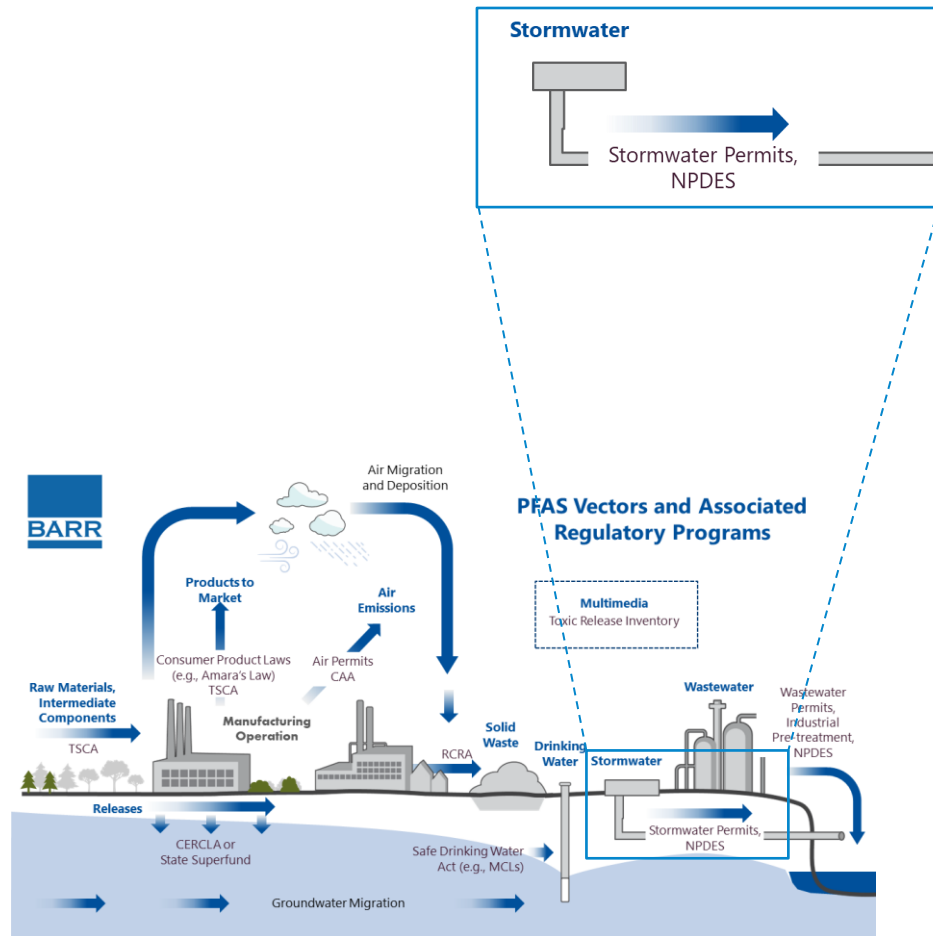 Stormwater
Stormwater Permits,
NPDES
BARR
Air Migration
and Deposition
PFAS Vectors and Associated
Regulatory Programs
Products to
Market
Air
Emissions
Multimedia
Toxic Release Inventory
Consumer Product Laws
(e.g., Amara's Law)
TSCA
Air Permits
CAA
Raw Materials,
Intermediate
Components
TSCA
Manufacturing
Operation
RCRA
Solid
Waste
Drinking
Water
Stormwater
Wastewater
Wastewater
Permits,
Industrial
Pre-treatment,
NPDES
Releases
CERCLA or
State Superfund
Safe Drinking Water
Act (e.g., MCLs)
Stormwater Permits,
NPDES
Groundwater Migration